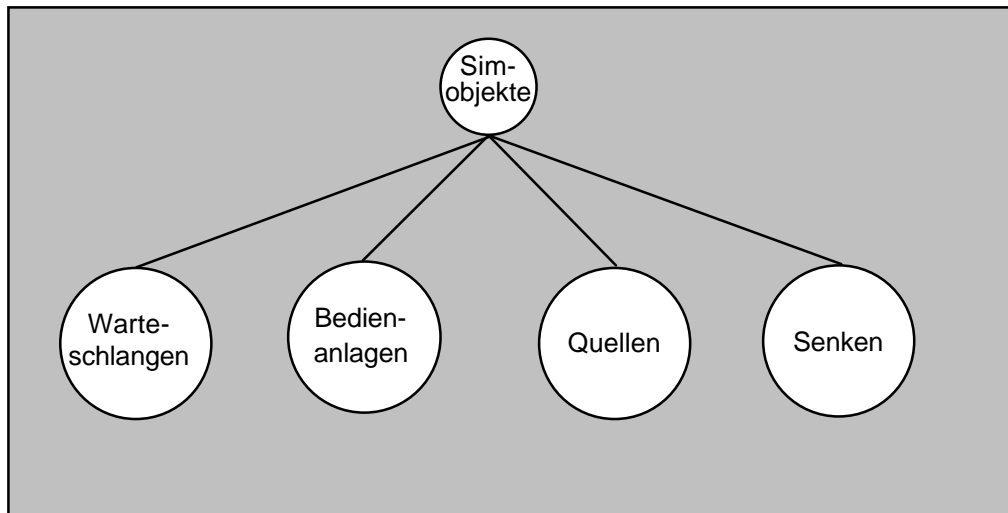 Sim-
objekte
Warte-
schlangen
Bedien-
anlagen
Quellen
Senken